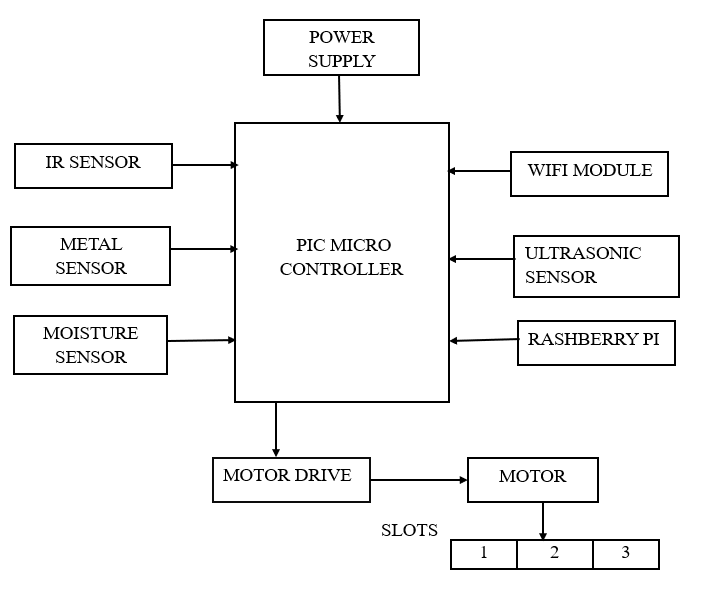 POWER
SUPPLY
IR SENSOR
WIFI MODULE
METAL
SENSOR
PIC MICRO
CONTROLLER
ULTRASONIC
SENSOR
MOISTURE
SENSOR
RASHBERRY PI
MOTOR DRIVE
MOTOR
SLOTS
1 2 3